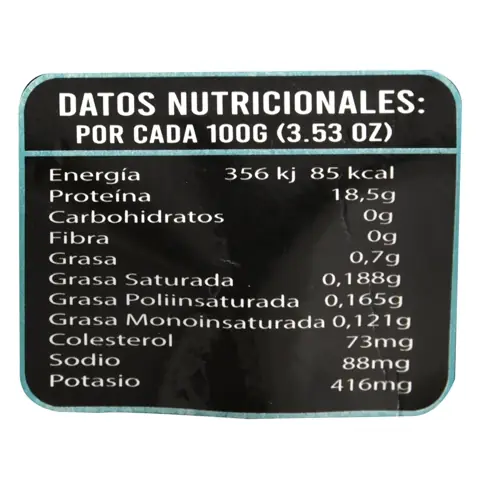 DATOS NUTRICIONALES:
POR CADA 100G (3.53 OZ)
Energía 356 kj 85 kcal
Proteína 18,5g
Carbohidratos 0g
Fibra 0g
Grasa 0,7g
Grasa Saturada 0,188g
Grasa Poliinsaturada 0,165g
Grasa Monoinsaturada 0,121g
Colesterol 73mg
Sodio 88mg
Potasio 416mg